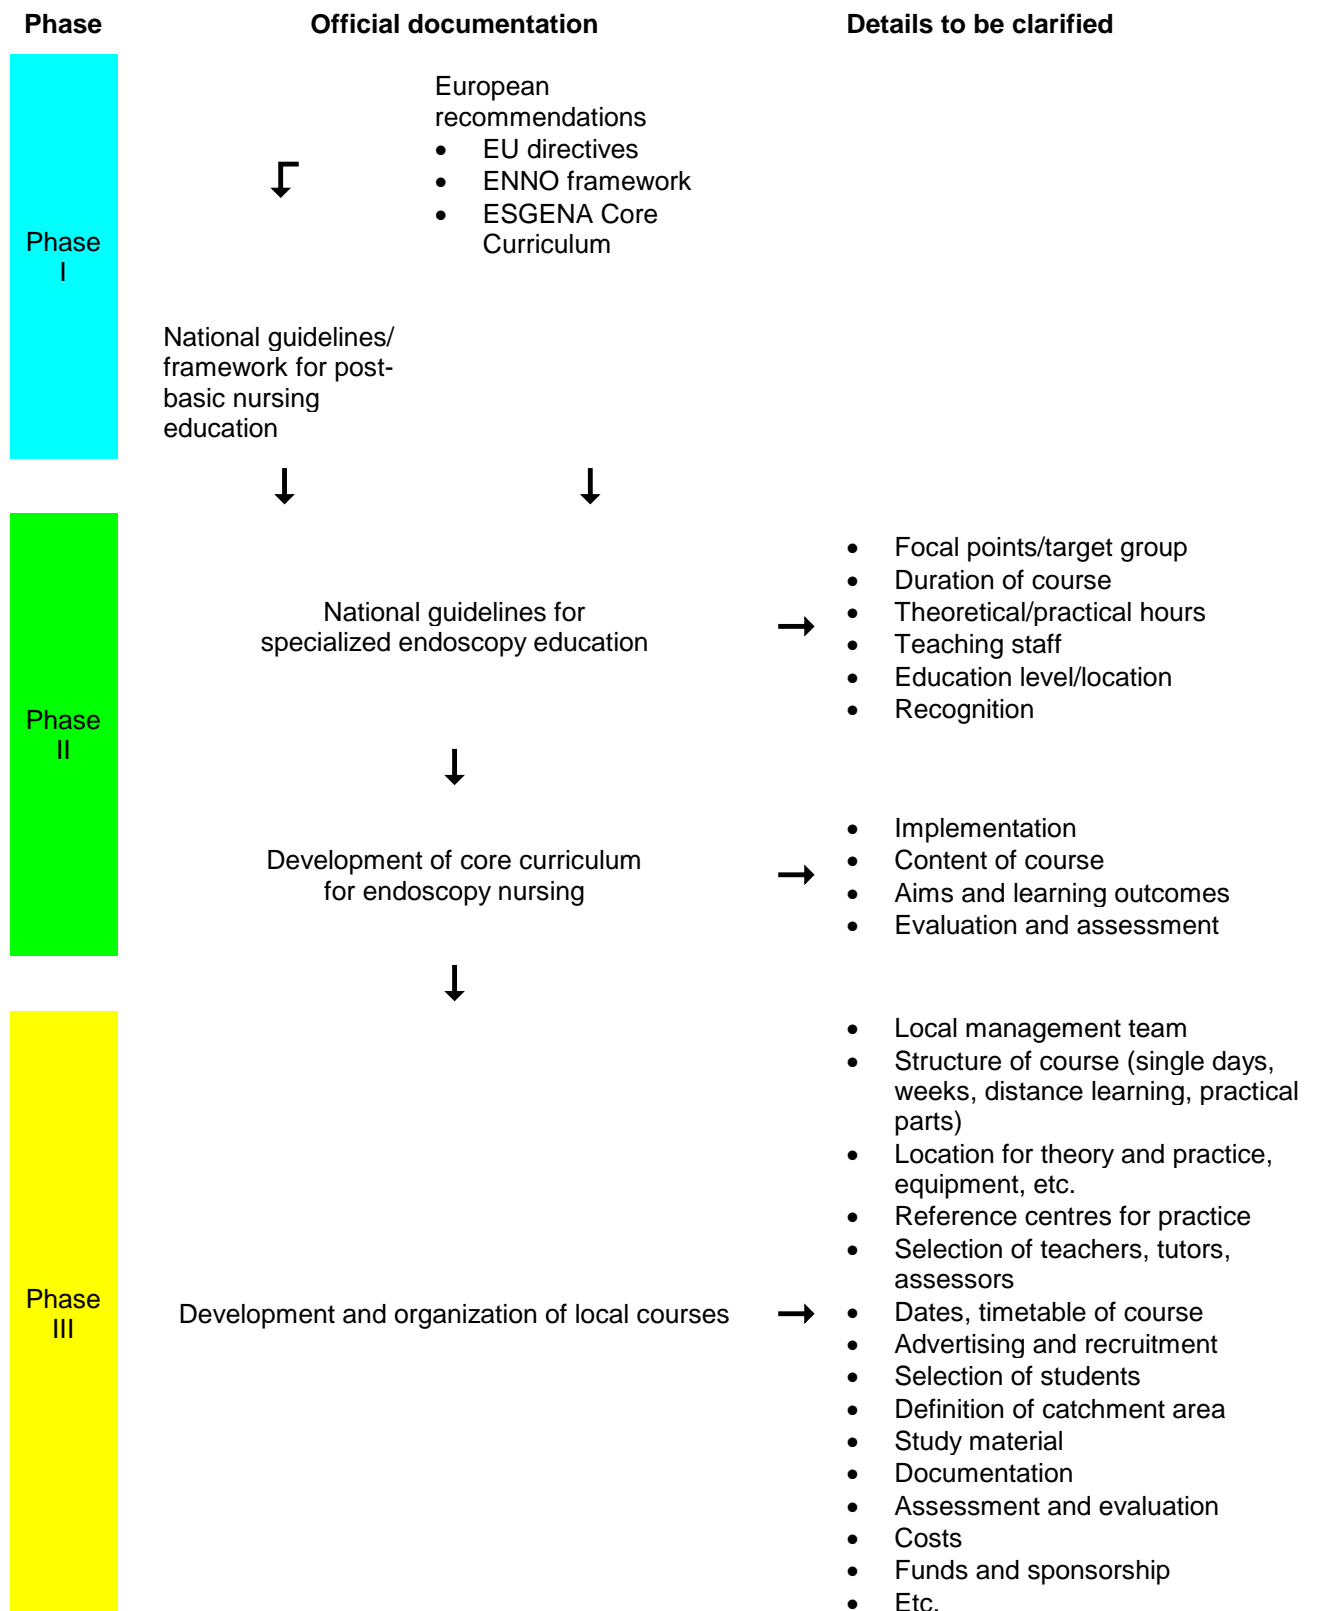 Phase Official documentation Details to be clarified
Phase
I
European
recommendations
• EU directives
• ENNO framework
• ESGENA Core
Curriculum
National guidelines/
framework for post-
basic nursing
education
Phase
II
National guidelines for
specialized endoscopy education
• Focal points/target group
• Duration of course
• Theoretical/practical hours
• Teaching staff
• Education level/location
• Recognition
Development of core curriculum
for endoscopy nursing
• Implementation
• Content of course
• Aims and learning outcomes
• Evaluation and assessment
Phase
III
Development and organization of local courses
• Local management team
• Structure of course (single days,
weeks, distance learning, practical
parts)
• Location for theory and practice,
equipment, etc.
• Reference centres for practice
• Selection of teachers, tutors,
assessors
• Dates, timetable of course
• Advertising and recruitment
• Selection of students
• Definition of catchment area
• Study material
• Documentation
• Assessment and evaluation
• Costs
• Funds and sponsorship
• Etc.